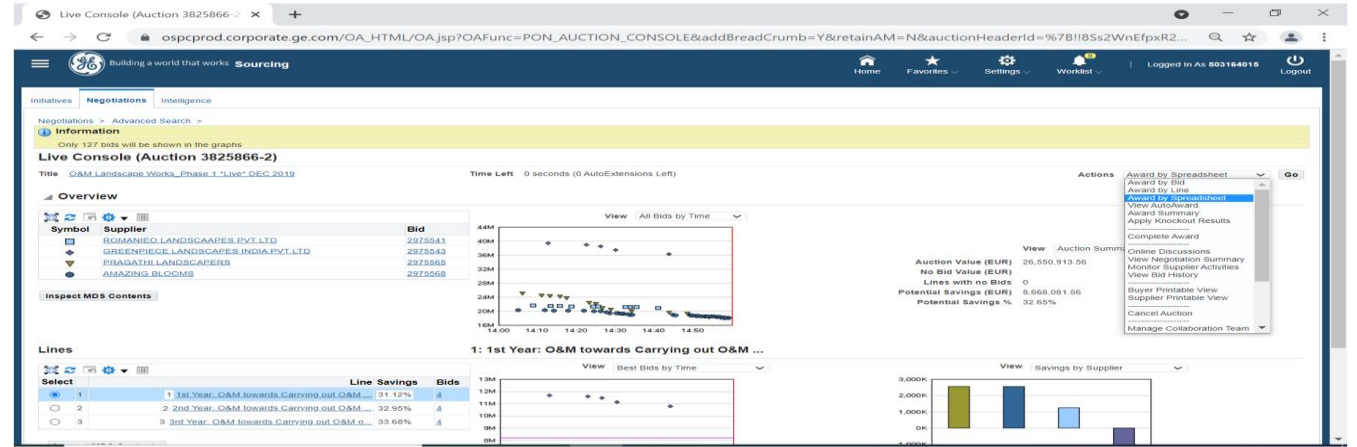 Live Console (Auction 3825866-2
ospcprod.corporate.ge.com/OA_HTML/OA.jsp?OAFunc=PON_AUCTION_CONSOLE&addBreadCrumb=Y&retainAM=N&auctionHeaderId=%7B!!8Ss2WnEfpxR2...
Building a world that works Sourcing
Home Favorites Settings Worklist Logged In As 503164015 Logout
Initiatives Negotiations Intelligence
Negotiations > Advanced Search >
Information
Only 127 bids will be shown in the graphs
Live Console (Auction 3825866-2)
Title O&M Landscape Works_Phase 1 *Live* DEC 2019 Time Left 0 seconds (0 AutoExtensions Left) Actions Award by Spreadsheet Go
Award by Bid
Award by Line
Award by Spreadsheet
View AutoAward
Award Summary
Apply Knockout Results
--------------------
Complete Award
--------------------
Online Discussions
View Negotiation Summary
Monitor Supplier Activities
View Bid History
--------------------
Buyer Printable View
Supplier Printable View
--------------------
Cancel Auction
--------------------
Manage Collaboration Team
Overview
Symbol Supplier Bid
ROMANIEO LANDSCAAPES PVT LTD 2975541
GREENPIECE LANDSCAPES INDIA PVT.LTD 2975543
PRAGATHI LANDSCAPERS 2975565
AMAZING BLOOMS 2975568
Inspect MDS Contents
View All Bids by Time
44M
40M
36M
32M
28M
24M
20M
16M
14:00 14:10 14:20 14:30 14:40 14:50
View Auction Summ
Auction Value (EUR) 26,550,913.56
No Bid Value (EUR)
Lines with no Bids 0
Potential Savings (EUR) 8,668,081.56
Potential Savings % 32.65%
Lines
Select Line Savings Bids
1 1 1st Year: O&M towards Carrying out O&M ... 31.12% 4
2 2 2nd Year: O&M towards Carrying out O&M ... 32.95% 4
3 3 3rd Year: O&M towards Carrying out O&M o... 33.68% 4
1: 1st Year: O&M towards Carrying out O&M ...
View Best Bids by Time
13M
12M
11M
10M
9M
8M
View Savings by Supplier
3,000K
2,000K
1,000K
0K
-1,000K